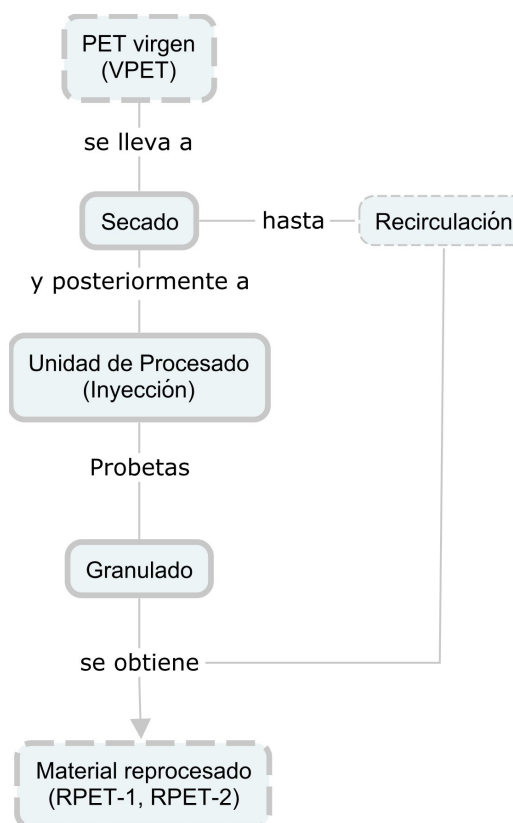 PET virgen
(VPET)
se lleva a
Secado
hasta
Recirculación
y posteriormente a
Unidad de Procesado
(Inyección)
Probetas
Granulado
se obtiene
Material reprocesado
(RPET-1, RPET-2)